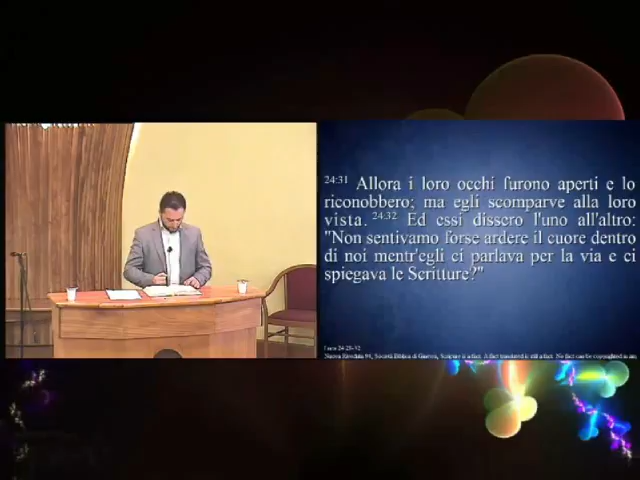 24:31 Allora i loro occhi furono aperti e lo
riconobbero; ma egli scomparve alla loro
vista. 24:32 Ed essi dissero l'uno all'altro:
"Non sentivamo forse ardere il cuore dentro
di noi mentr'egli ci parlava per la via e ci
spiegava le Scritture?"